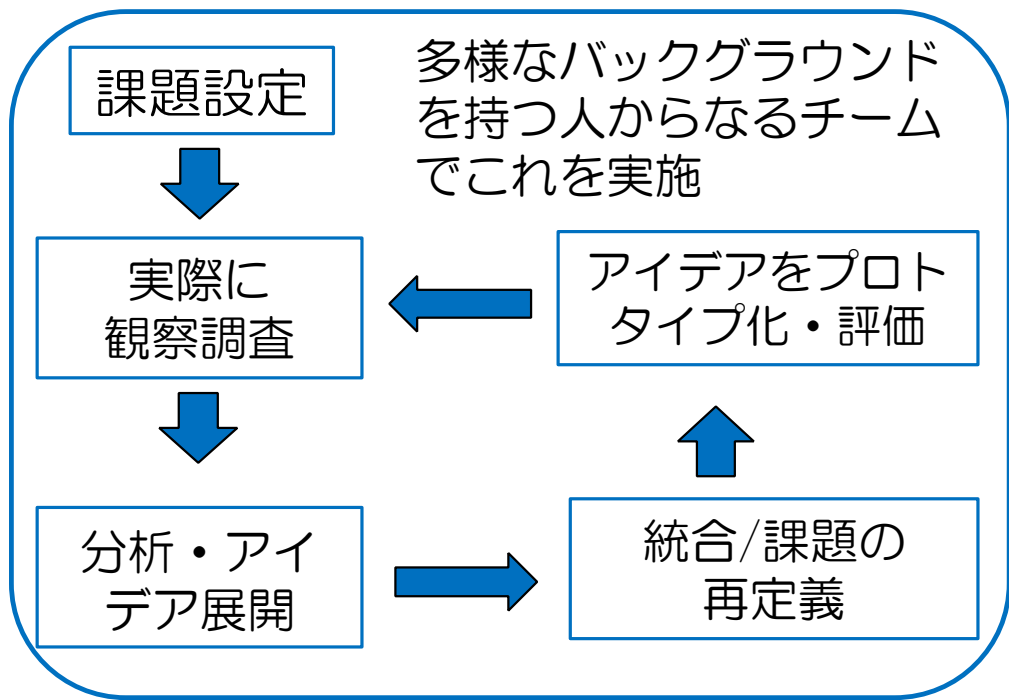 課題設定
多様なバックグラウンド
を持つ人からなるチーム
でこれを実施
実際に
観察調査
アイデアをプロト
タイプ化・評価
分析・アイ
デア展開
統合/課題の
再定義